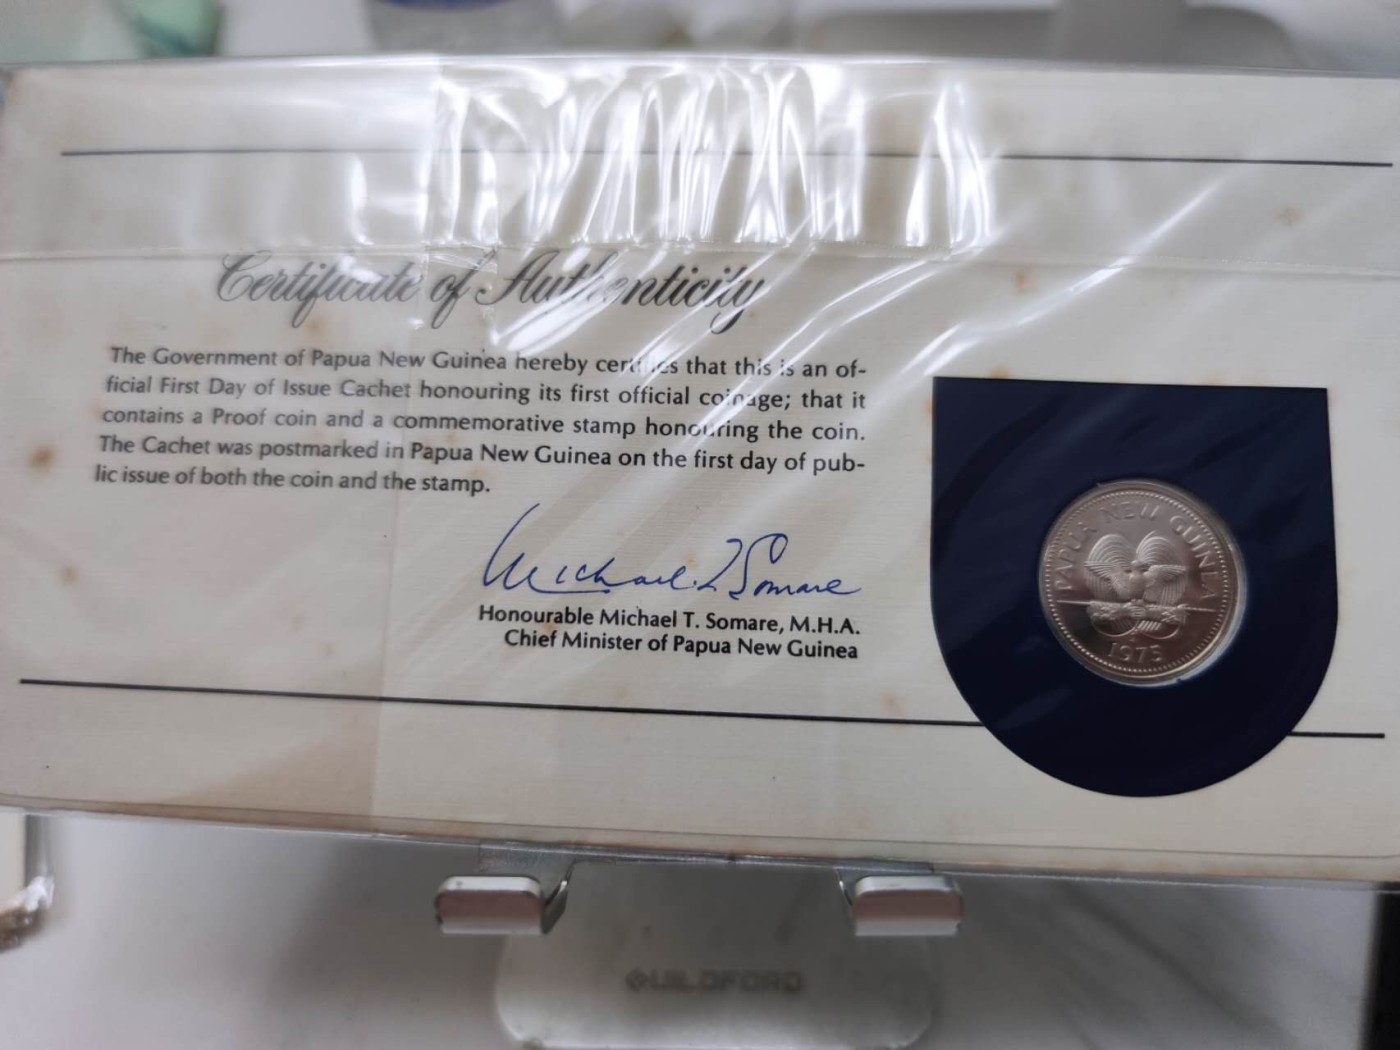 Certificate of Authenticity
The Government of Papua New Guinea hereby certifies that this is an of-
ficial First Day of Issue Cachet honouring its first official coinage; that it
contains a Proof coin and a commemorative stamp honouring the coin.
The Cachet was postmarked in Papua New Guinea on the first day of pub-
lic issue of both the coin and the stamp.
Michael T Somare
Honourable Michael T. Somare, M.H.A.
Chief Minister of Papua New Guinea
PAPUA NEW GUINEA
1975
GUILDFORD